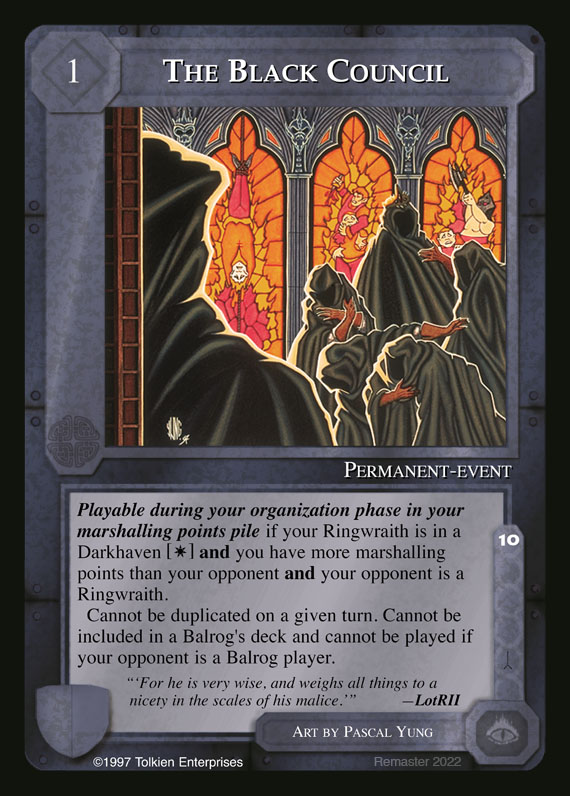 1
THE BLACK COUNCIL
PERMANENT-EVENT
Playable during your organization phase in your
marshalling points pile if your Ringwraith is in a
Darkhaven [✷] and you have more marshalling
points than your opponent and your opponent is a
Ringwraith.
Cannot be duplicated on a given turn. Cannot be
included in a Balrog's deck and cannot be played if
your opponent is a Balrog player.
10
“‘For he is very wise, and weighs all things to a
nicety in the scales of his malice.’” —LotRII
ART BY PASCAL YUNG
©1997 Tolkien Enterprises
Remaster 2022